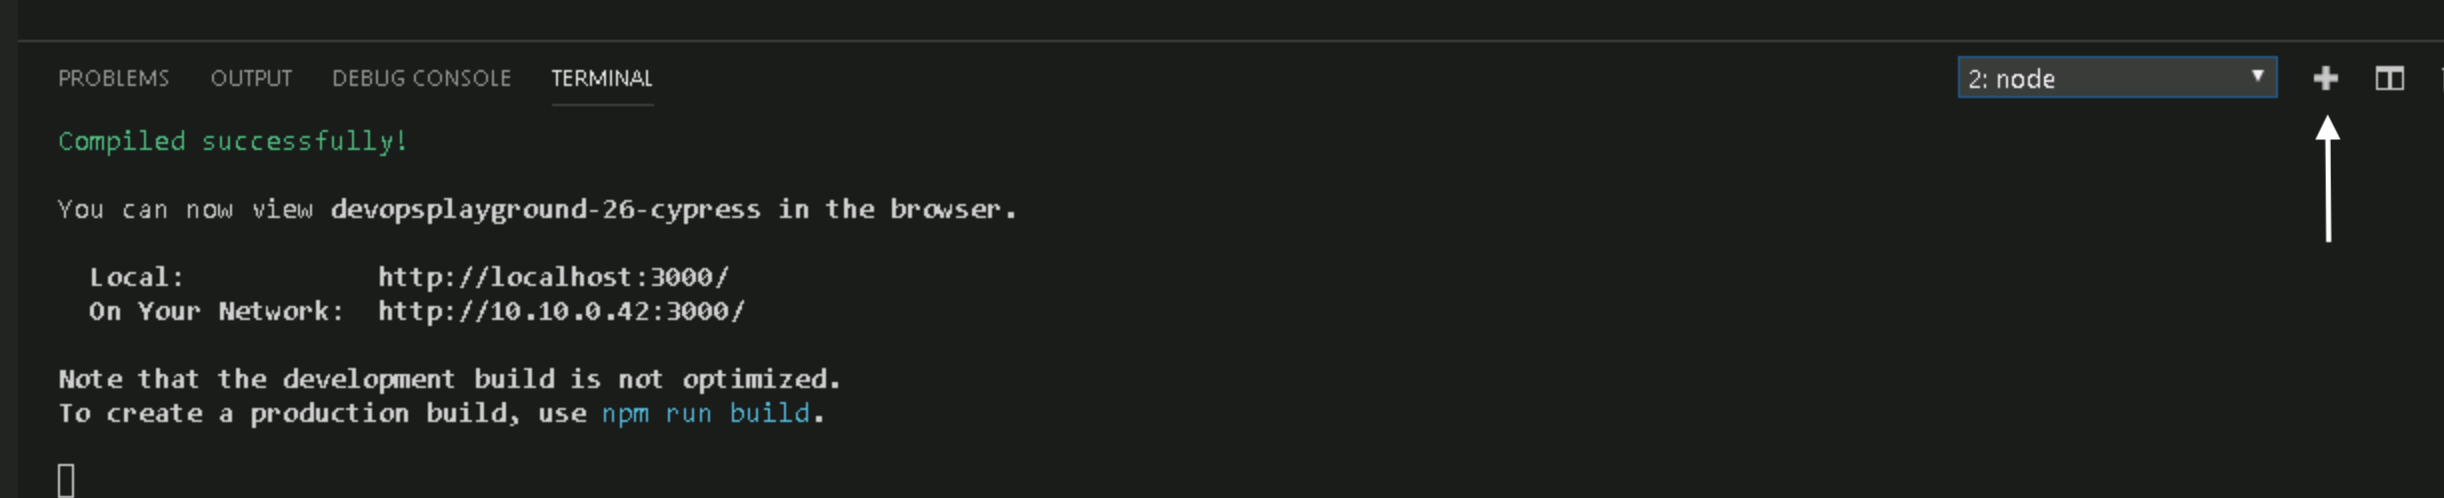 PROBLEMS OUTPUT DEBUG CONSOLE TERMINAL 2: node
Compiled successfully!
You can now view devopsplayground-26-cypress in the browser.
Local: http://localhost:3000/
On Your Network: http://10.10.0.42:3000/
Note that the development build is not optimized.
To create a production build, use npm run build.